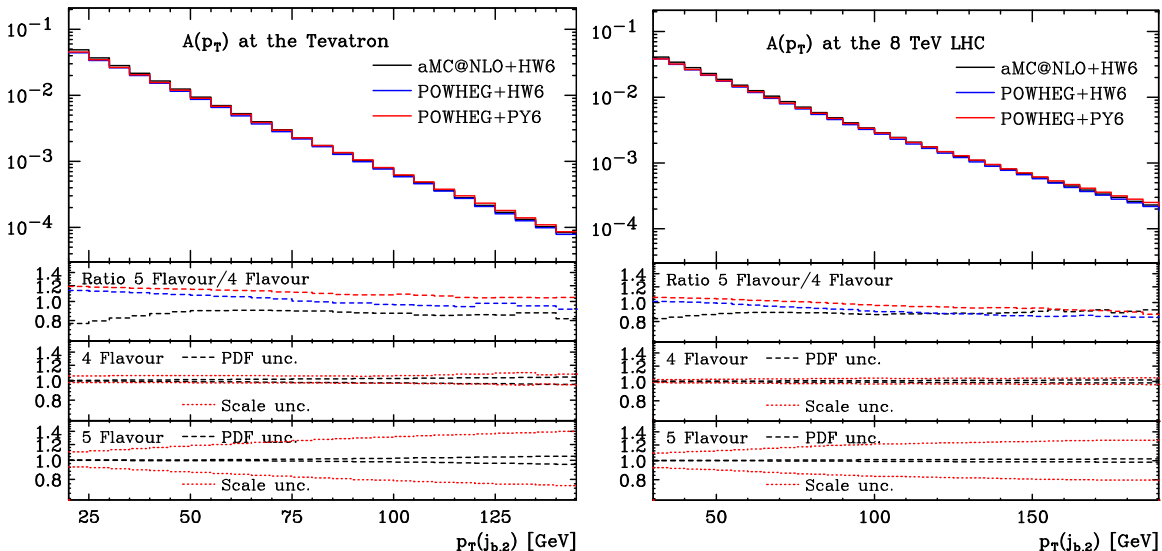 A(p_T) at the Tevatron
aMC@NLO+HW6
POWHEG+HW6
POWHEG+PY6
10^−1
10^−2
10^−3
10^−4
Ratio 5 Flavour/4 Flavour
1.4
1.2
1.0
0.8
4 Flavour
PDF unc.
Scale unc.
1.4
1.2
1.0
0.8
5 Flavour
PDF unc.
Scale unc.
1.4
1.2
1.0
0.8
25 50 75 100 125
p_T(j_b,2) [GeV]
A(p_T) at the 8 TeV LHC
aMC@NLO+HW6
POWHEG+HW6
POWHEG+PY6
10^−1
10^−2
10^−3
10^−4
Ratio 5 Flavour/4 Flavour
1.4
1.2
1.0
0.8
4 Flavour
PDF unc.
Scale unc.
1.4
1.2
1.0
0.8
5 Flavour
PDF unc.
Scale unc.
1.4
1.2
1.0
0.8
50 100 150
p_T(j_b,2) [GeV]